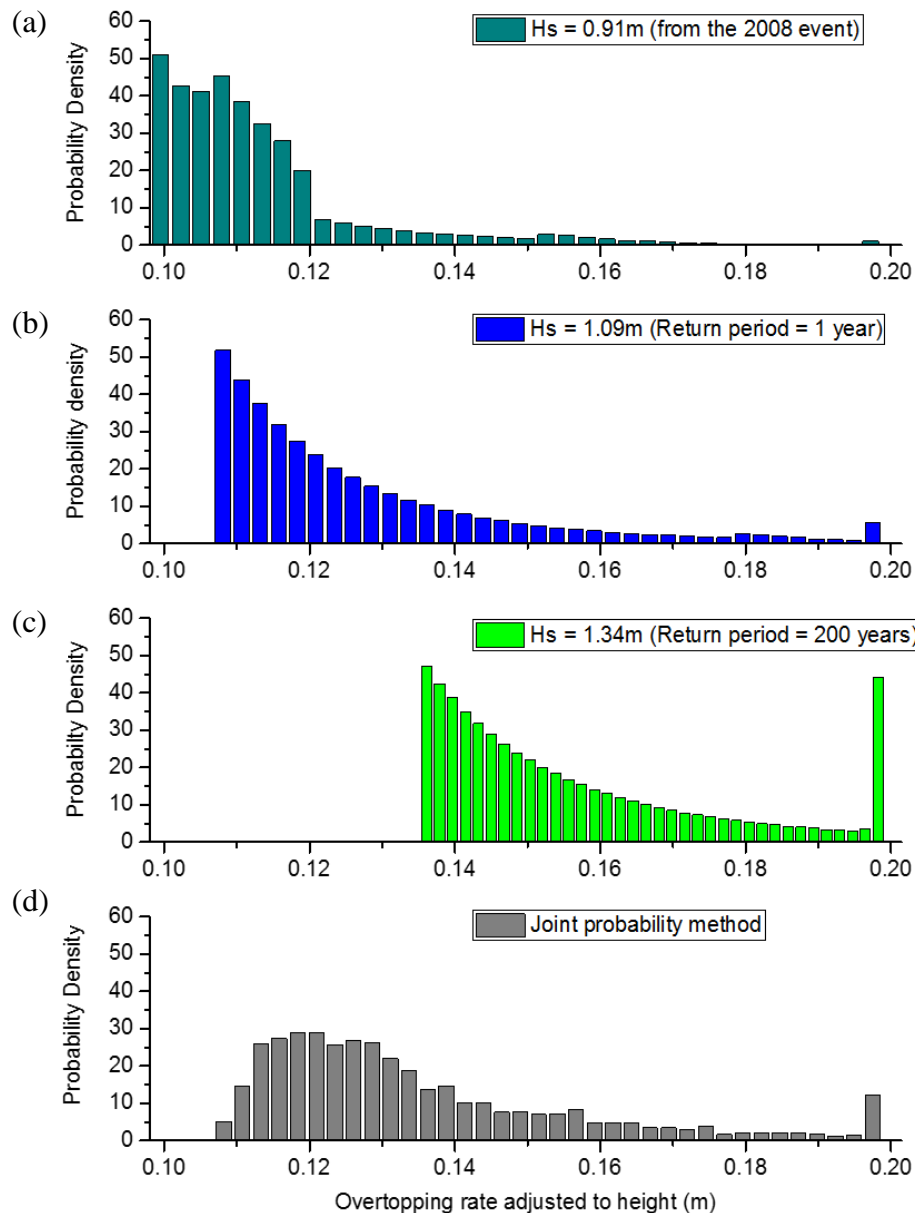 (a)
Hs = 0.91m (from the 2008 event)
Probability Density
60
50
40
30
20
10
0
0.10 0.12 0.14 0.16 0.18 0.20
(b)
Hs = 1.09m (Return period = 1 year)
Probability density
60
50
40
30
20
10
0
0.10 0.12 0.14 0.16 0.18 0.20
(c)
Hs = 1.34m (Return period = 200 years)
Probabilty Density
60
50
40
30
20
10
0
0.10 0.12 0.14 0.16 0.18 0.20
(d)
Joint probability method
Probability Density
60
50
40
30
20
10
0
0.10 0.12 0.14 0.16 0.18 0.20
Overtopping rate adjusted to height (m)